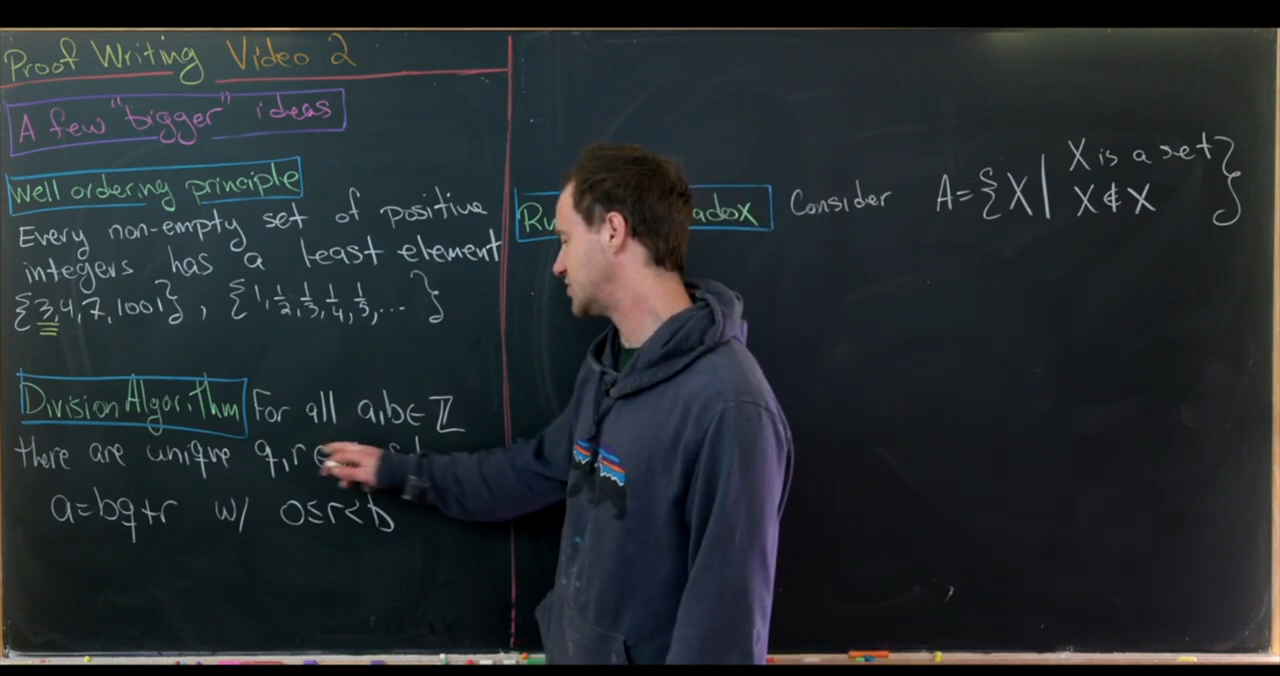 Proof Writing Video 2
A few "bigger" ideas
Well ordering principle
Every non-empty set of positive
integers has a least element
{3,4,7,1001}, {1,1/2,1/3,1/4,1/5,...}
Division Algorithm For all a,b∈ℤ
there are unique q,r∈
a=bq+r w/ 0≤r<b
Consider A={X| X is a set
X∉X}